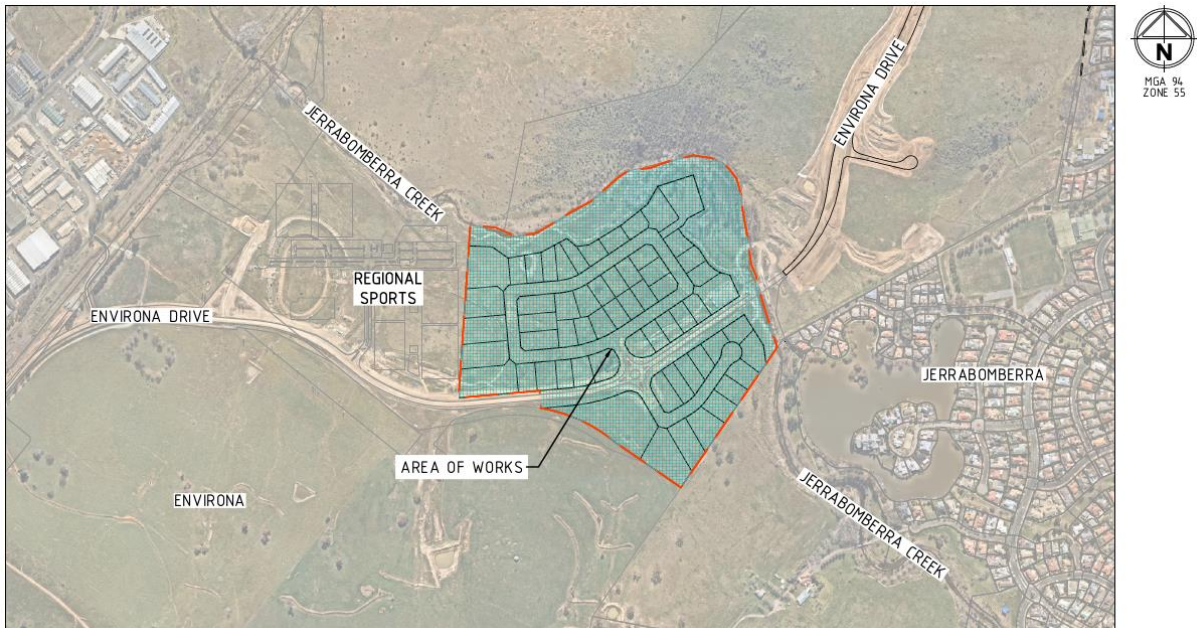 N
MGA 94
ZONE 55
ENVIRONA DRIVE
JERRABOMBERRA CREEK
REGIONAL
SPORTS
ENVIRONA DRIVE
JERRABOMBERRA
AREA OF WORKS
ENVIRONA
JERRABOMBERRA CREEK